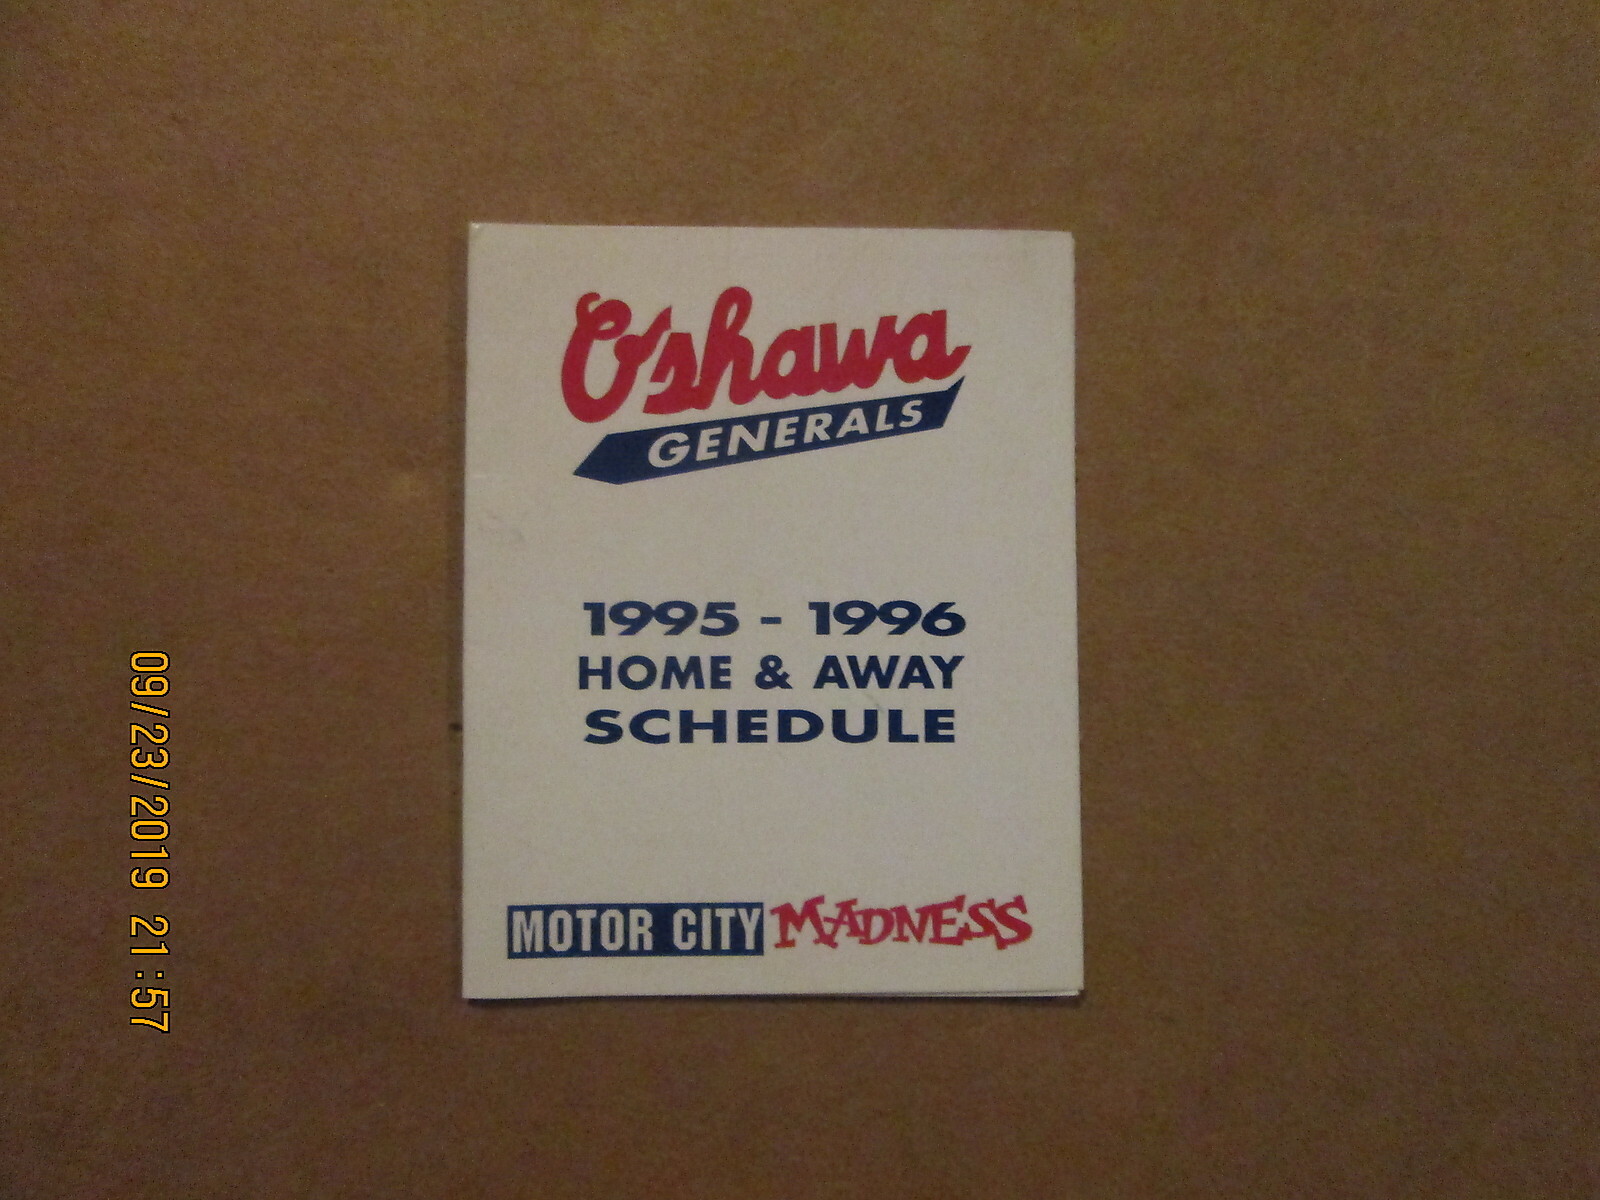 Oshawa
GENERALS
1995 - 1996
HOME & AWAY
SCHEDULE
MOTOR CITY MADNESS
09/23/2019 21:57